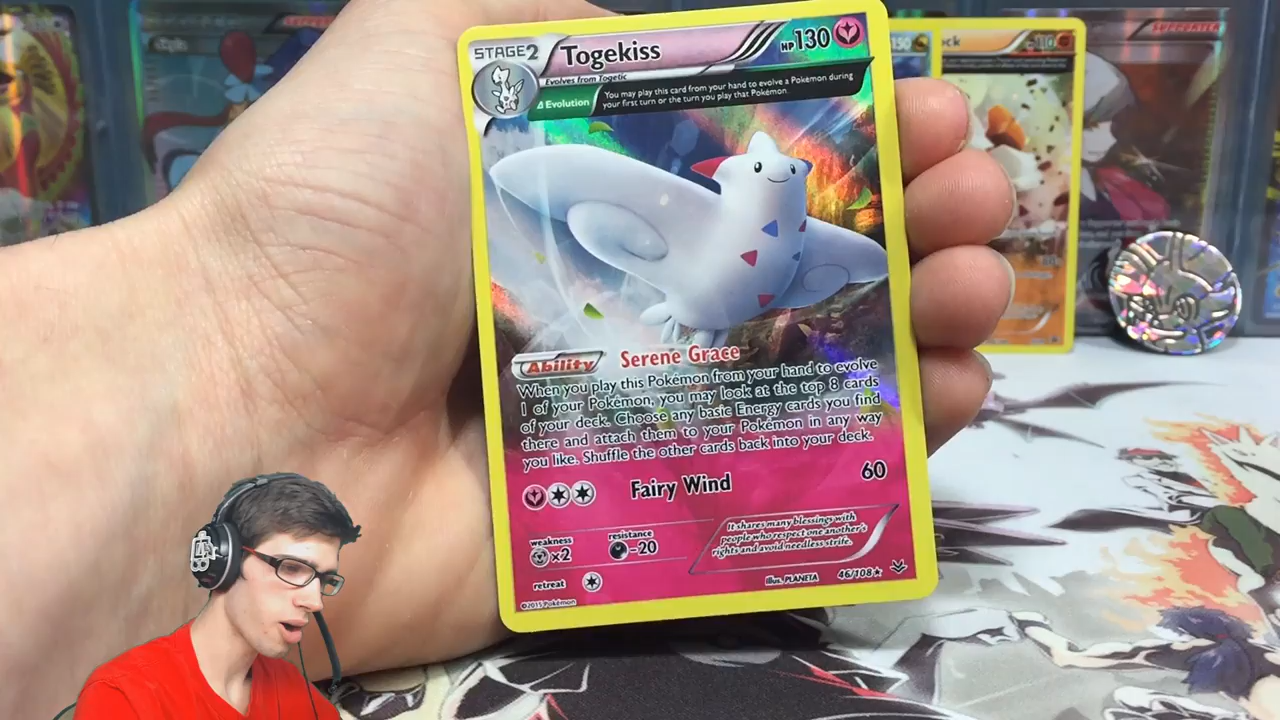 STAGE2 Togekiss HP130
Evolves from Togetic
Δ Evolution
You may play this card from your hand to evolve a Pokémon during
your first turn or the turn you play that Pokémon.
Ability Serene Grace
When you play this Pokémon from your hand to evolve
1 of your Pokémon, you may look at the top 8 cards
of your deck. Choose any basic Energy cards you find
there and attach them to your Pokémon in any way
you like. Shuffle the other cards back into your deck.
Fairy Wind 60
weakness
×2
resistance
-20
It shares many blessings with
people who respect one another's
rights and avoid needless strife.
retreat
Illus. PLANETA 46/108
©2015 Pokémon
SUPPORTER
110